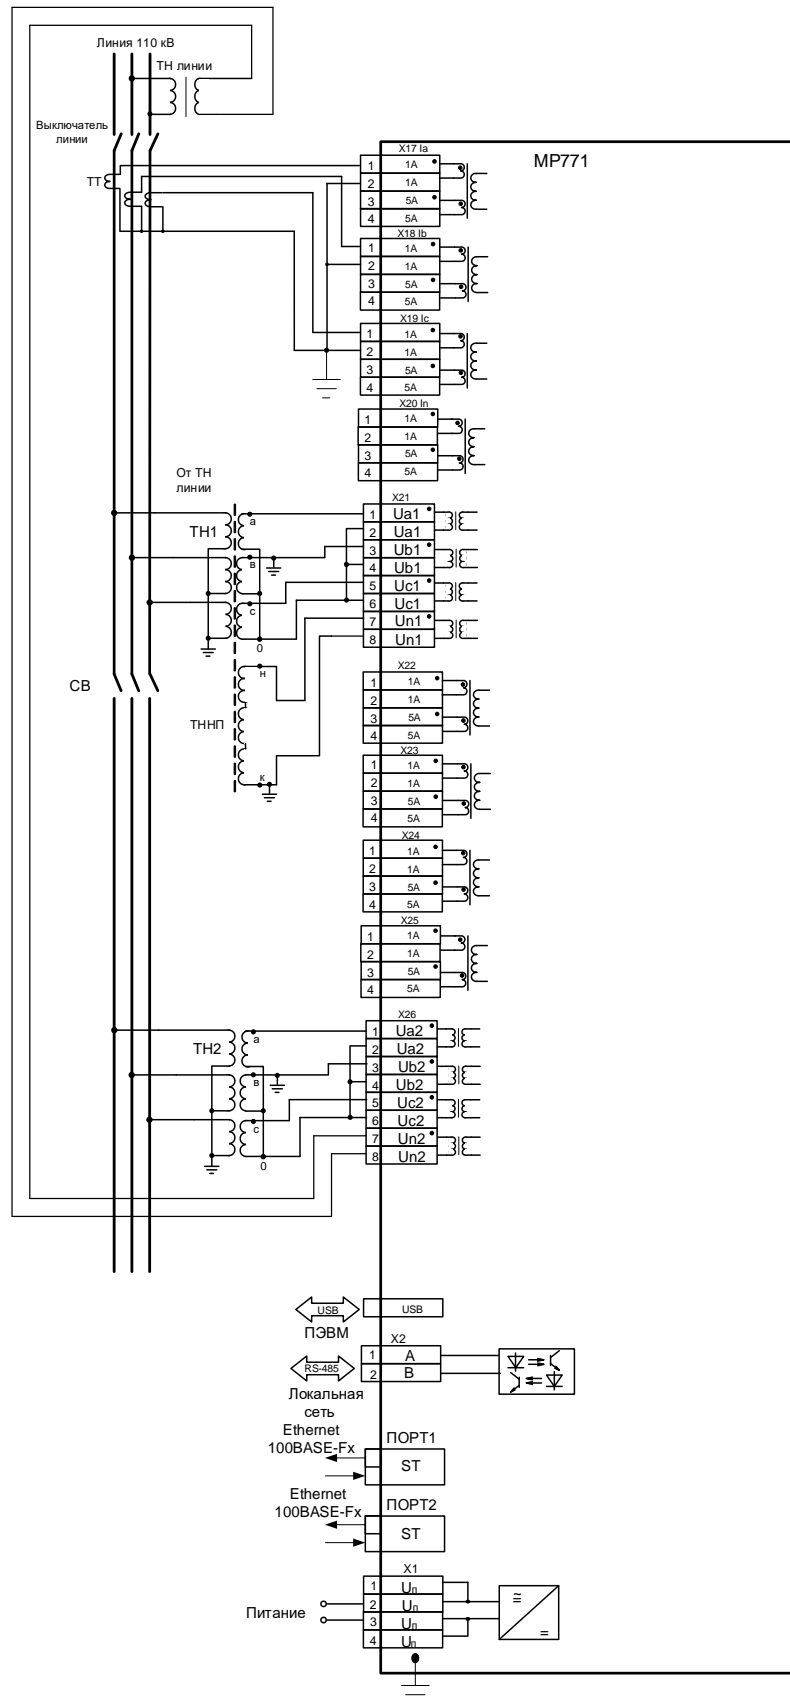 Линия 110 кВ
ТН линии
Выключатель
линии
ТТ
МР771
X17 Ia
1 1A
2 1A
3 5A
4 5A
X18 Ib
1 1A
2 1A
3 5A
4 5A
X19 Ic
1 1A
2 1A
3 5A
4 5A
X20 In
1 1A
2 1A
3 5A
4 5A
От ТН
линии
ТН1
а
в
с
0
X21
1 Ua1
2 Ua1
3 Ub1
4 Ub1
5 Uc1
6 Uc1
7 Un1
8 Un1
СВ
н
ТННП
к
X22
1 1A
2 1A
3 5A
4 5A
X23
1 1A
2 1A
3 5A
4 5A
X24
1 1A
2 1A
3 5A
4 5A
X25
1 1A
2 1A
3 5A
4 5A
ТН2
а
в
с
0
X26
1 Ua2
2 Ua2
3 Ub2
4 Ub2
5 Uc2
6 Uc2
7 Un2
8 Un2
USB
USB
ПЭВМ
X2
1 A
2 B
RS-485
Локальная
сеть
Ethernet
100BASE-Fx
ПОРТ1
ST
Ethernet
100BASE-Fx
ПОРТ2
ST
X1
1 Uп
2 Uп
3 Uп
4 Uп
Питание